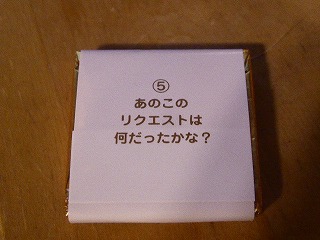 ⑤
あのこの
リクエストは
何だったかな？